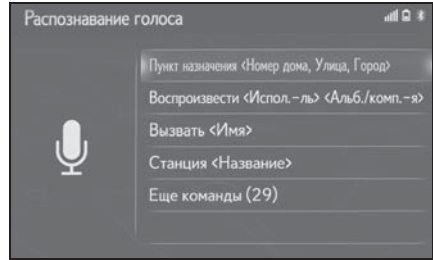 Распознавание голоса
Пункт назначения <Номер дома, Улица, Город>
Воспроизвести <Испол.-ль> <Альб./комп.-я>
Вызвать <Имя>
Станция <Название>
Еще команды (29)